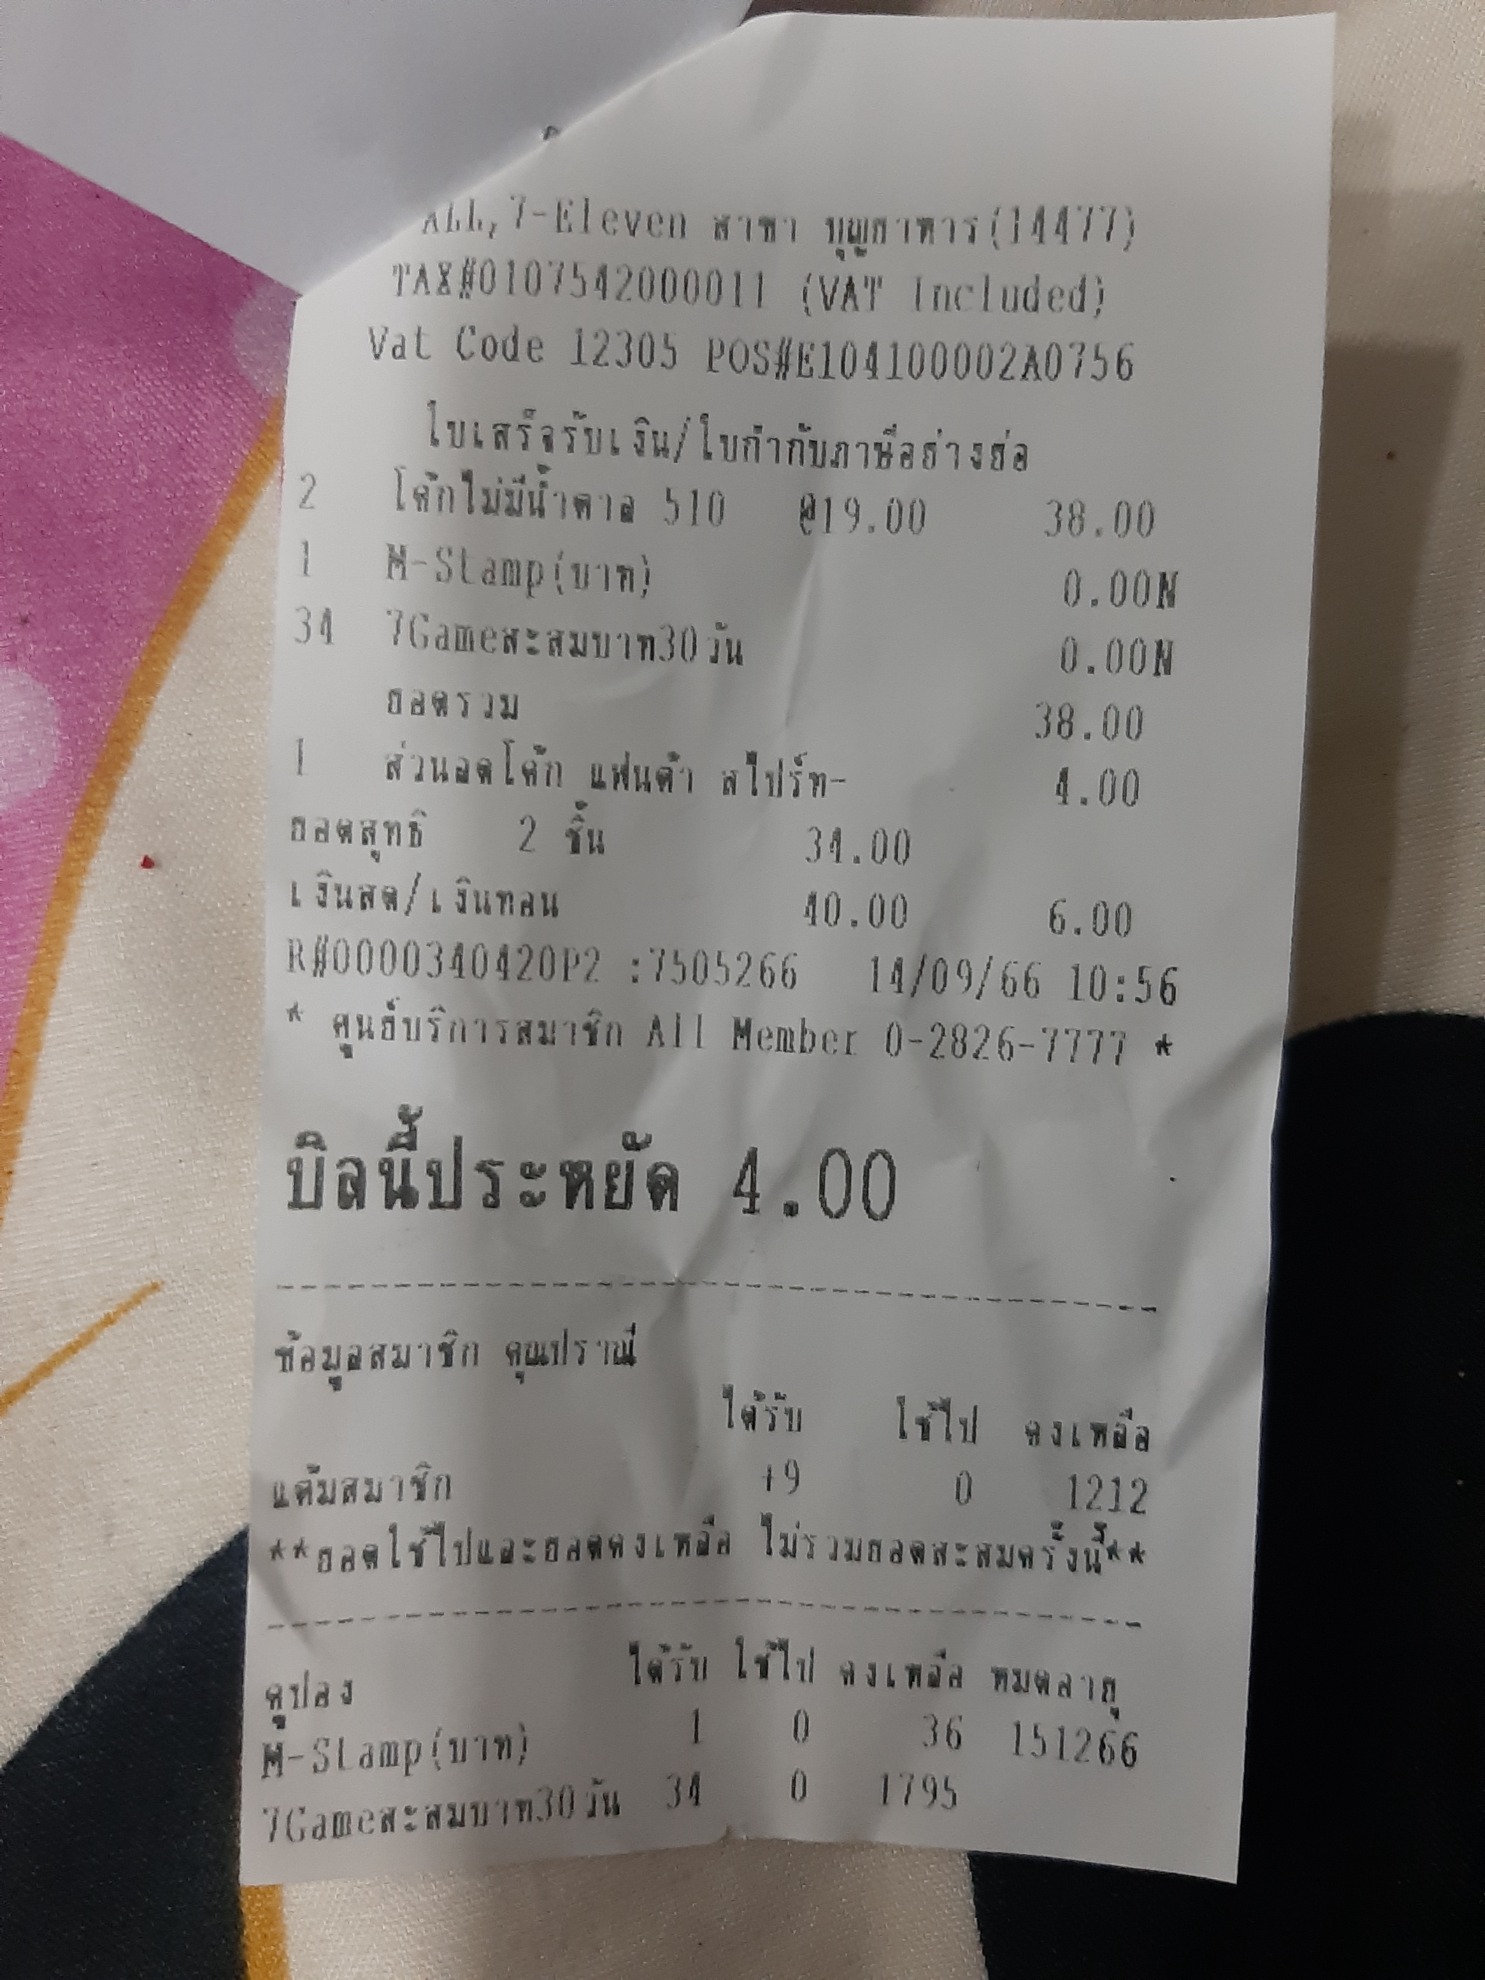 ALL,7-Eleven สาขา บุญยาหาร(14477)
TAX#0107542000011 (VAT Included)
Vat Code 12305 POS#E104100002A0756
ใบเสร็จรับเงิน/ใบกำกับภาษีอย่างย่อ
2 โค้กไม่มีน้ำตาล 510 @19.00 38.00
1 M-Stamp(บาท) 0.00N
34 7Gameสะสมบาท30วัน 0.00N
ยอดรวม 38.00
1 ส่วนลดโค้ก แฟนต้า สไปร์ท- 4.00
ยอดสุทธิ 2 ชิ้น 34.00
เงินสด/เงินทอน 40.00 6.00
R#0000340420P2 :7505266 14/09/66 10:56
* ศูนย์บริการสมาชิก All Member 0-2826-7777 *
บิลนี้ประหยัด 4.00
ข้อมูลสมาชิก คุณปราณี
ได้รับ ใช้ไป คงเหลือ
แต้มสมาชิก +9 0 1212
**ยอดใช้ไปและยอดคงเหลือ ไม่รวมยอดสะสมครั้งนี้**
คูปอง ได้รับ ใช้ไป คงเหลือ หมดอายุ
M-Stamp(บาท) 1 0 36 151266
7Gameสะสมบาท30วัน 34 0 1795